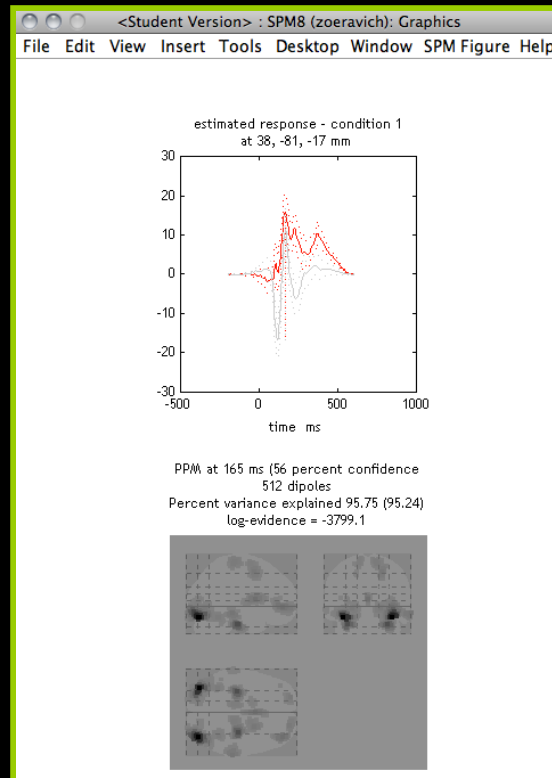 <Student Version> : SPM8 (zoeravich): Graphics
File Edit View Insert Tools Desktop Window SPM Figure Help
estimated response - condition 1
at 38, -81, -17 mm
30
20
10
0
-10
-20
-30
-500 0 500 1000
time ms
PPM at 165 ms (56 percent confidence
512 dipoles
Percent variance explained 95.75 (95.24)
log-evidence = -3799.1